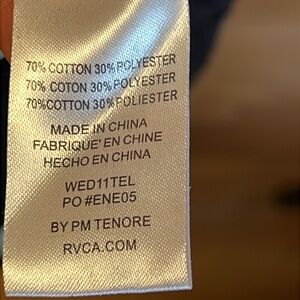 70% COTTON 30% POLYESTER
70% COTON 30% POLYESTER
70%COTTON 30% POLIESTER
MADE IN CHINA
FABRIQUE' EN CHINE
HECHO EN CHINA
WED11TEL
PO #ENE05
BY PM TENORE
RVCA.COM